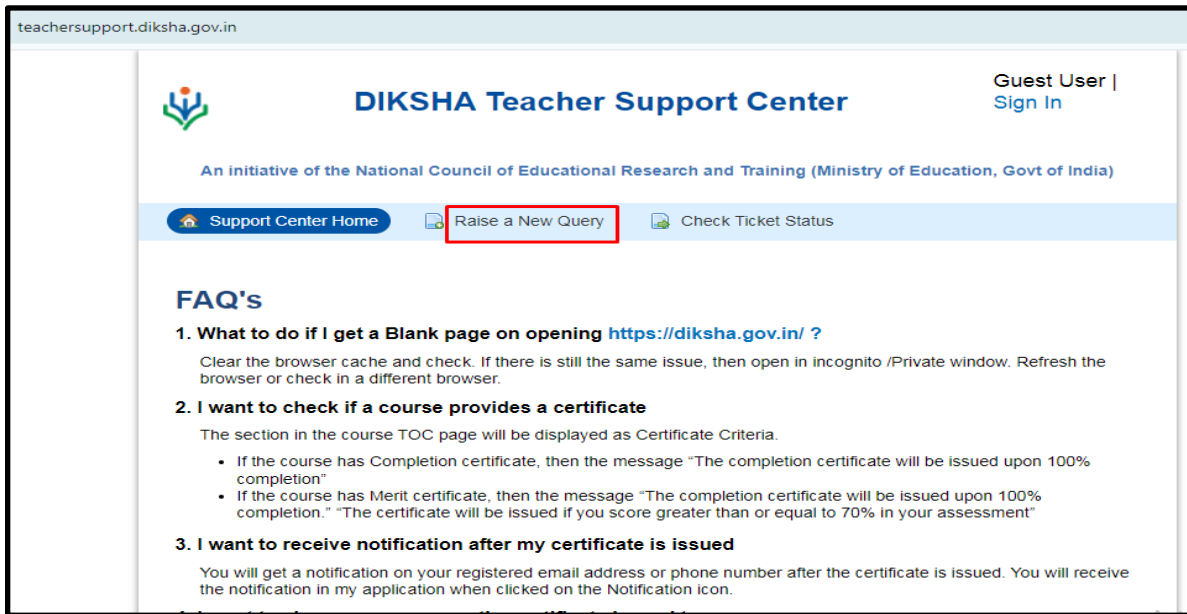 teachersupport.diksha.gov.in
Guest User |
Sign In
DIKSHA Teacher Support Center
An initiative of the National Council of Educational Research and Training (Ministry of Education, Govt of India)
Support Center Home Raise a New Query Check Ticket Status
FAQ's
1. What to do if I get a Blank page on opening https://diksha.gov.in/ ?
Clear the browser cache and check. If there is still the same issue, then open in incognito /Private window. Refresh the
browser or check in a different browser.
2. I want to check if a course provides a certificate
The section in the course TOC page will be displayed as Certificate Criteria.
• If the course has Completion certificate, then the message “The completion certificate will be issued upon 100%
completion”
• If the course has Merit certificate, then the message “The completion certificate will be issued upon 100%
completion.” “The certificate will be issued if you score greater than or equal to 70% in your assessment”
3. I want to receive notification after my certificate is issued
You will get a notification on your registered email address or phone number after the certificate is issued. You will receive
the notification in my application when clicked on the Notification icon.